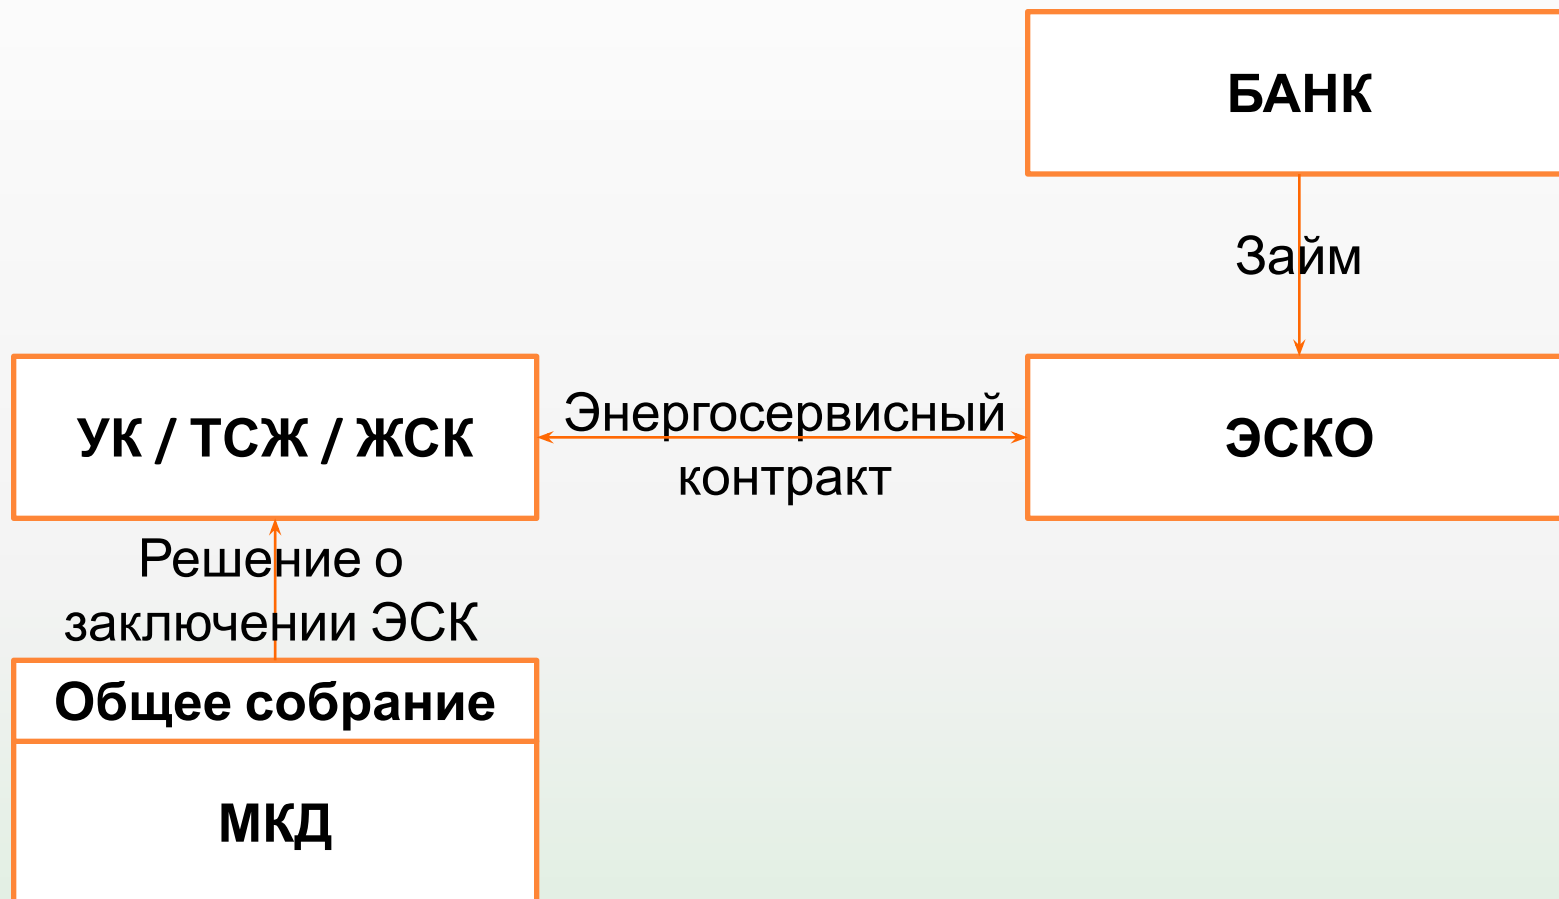 БАНК
Займ
УК / ТСЖ / ЖСК
Энергосервисный
контракт
ЭСКО
Решение о
заключении ЭСК
Общее собрание
МКД